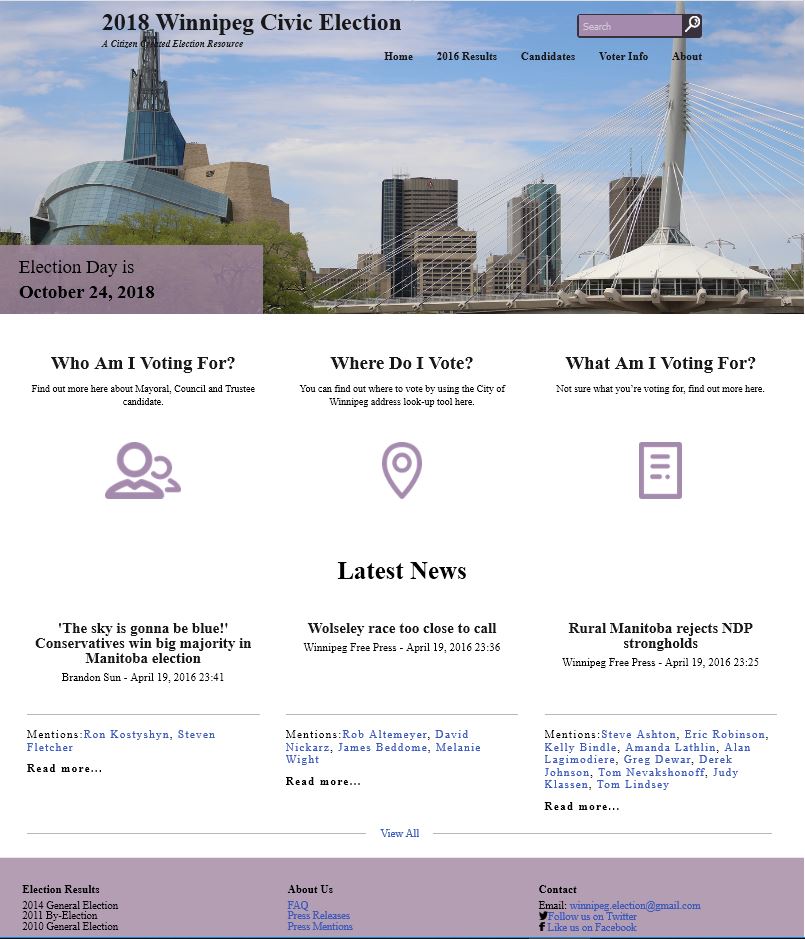 2018 Winnipeg Civic Election
Search
A Citizen Created Election Resource
Home 2016 Results Candidates Voter Info About
Election Day is
October 24, 2018
Who Am I Voting For?
Find out more here about Mayoral, Council and Trustee
candidate.
Where Do I Vote?
You can find out where to vote by using the City of
Winnipeg address look-up tool here.
What Am I Voting For?
Not sure what you're voting for, find out more here.
Latest News
'The sky is gonna be blue!'
Conservatives win big majority in
Manitoba election
Brandon Sun - April 19, 2016 23:41
Mentions:Ron Kostyshyn, Steven
Fletcher
Read more...
Wolseley race too close to call
Winnipeg Free Press - April 19, 2016 23:36
Mentions:Rob Altemeyer, David
Nickarz, James Beddome, Melanie
Wight
Read more...
Rural Manitoba rejects NDP
strongholds
Winnipeg Free Press - April 19, 2016 23:25
Mentions:Steve Ashton, Eric Robinson,
Kelly Bindle, Amanda Lathlin, Alan
Lagimodiere, Greg Dewar, Derek
Johnson, Tom Nevakshonoff, Judy
Klassen, Tom Lindsey
Read more...
View All
Election Results
2014 General Election
2011 By-Election
2010 General Election
About Us
FAQ
Press Releases
Press Mentions
Contact
Email: winnipeg.election@gmail.com
Follow us on Twitter
Like us on Facebook